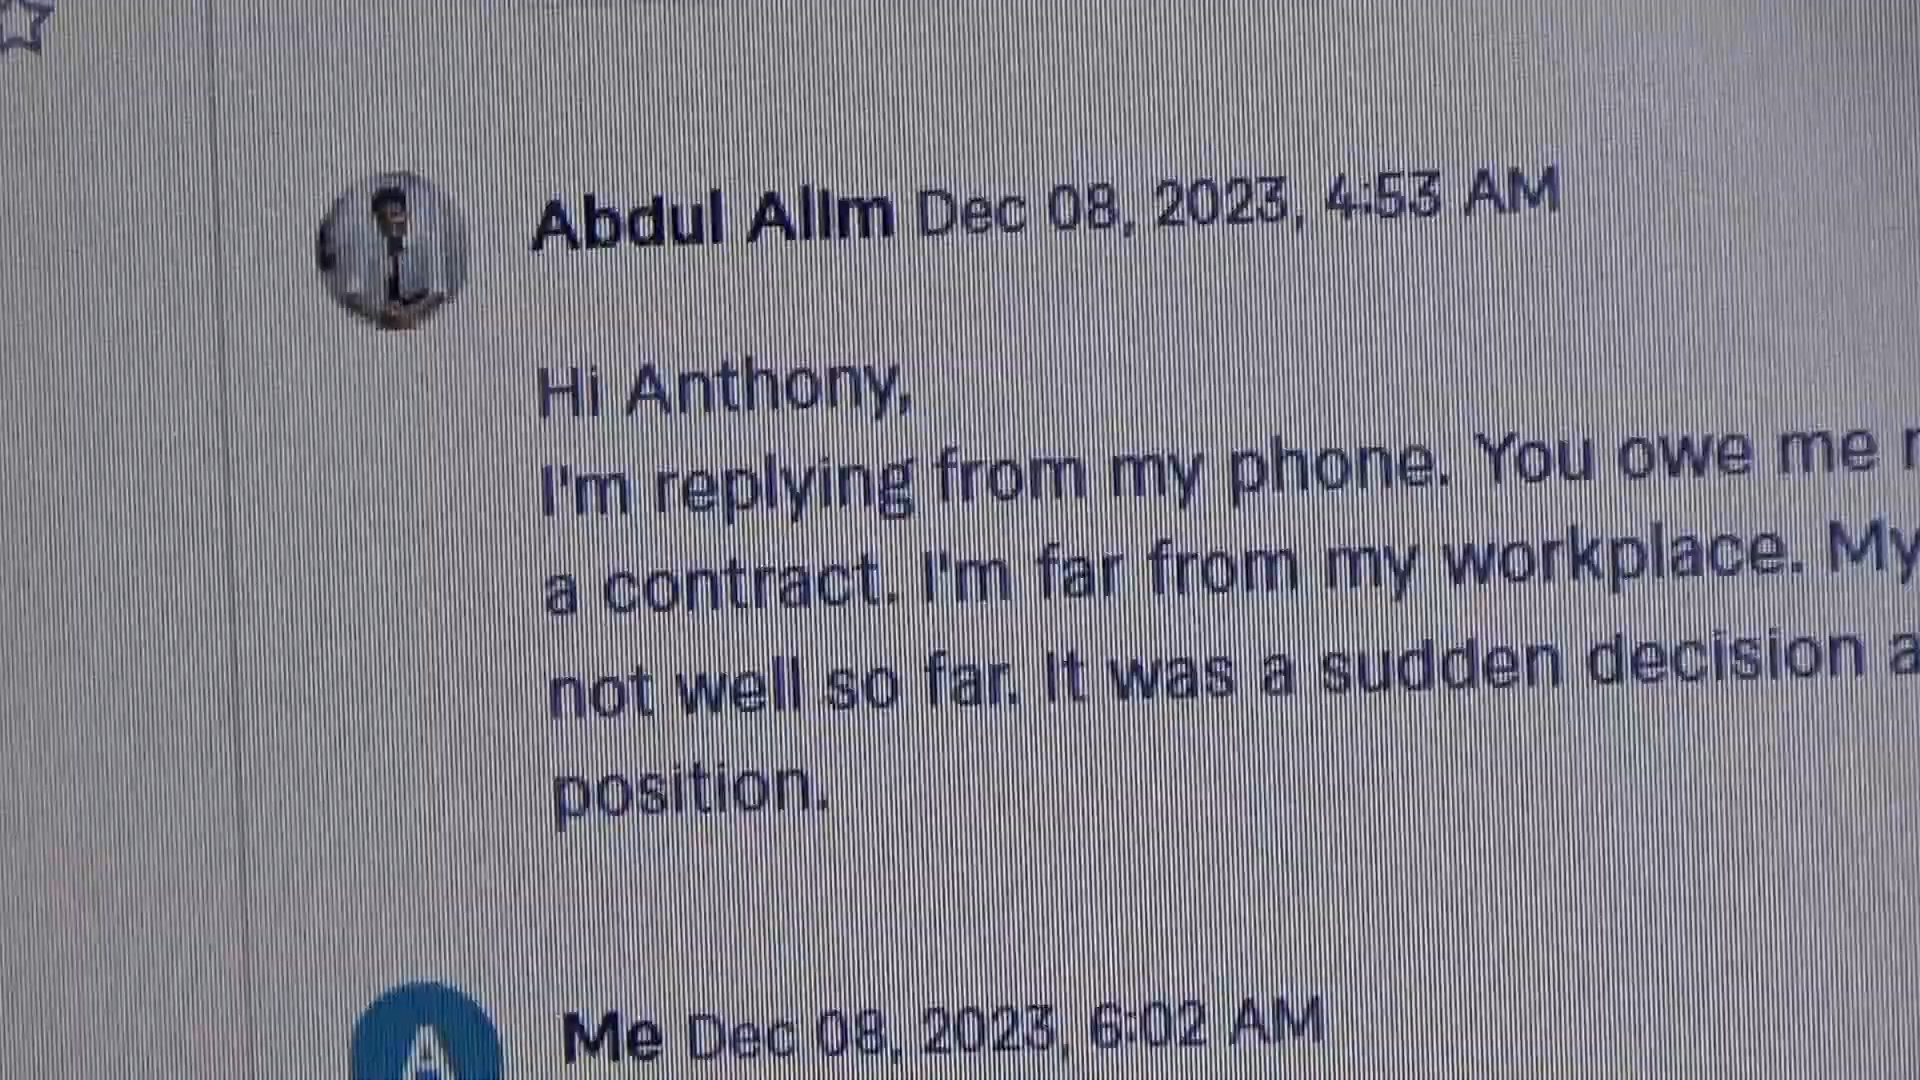 Abdul Alim Dec 08, 2023, 4:53 AM
Hi Anthony,
I'm replying from my phone. You owe me
a contract. I'm far from my workplace. My
not well so far. It was a sudden decision
position.
A
Me Dec 08, 2023, 6:02 AM